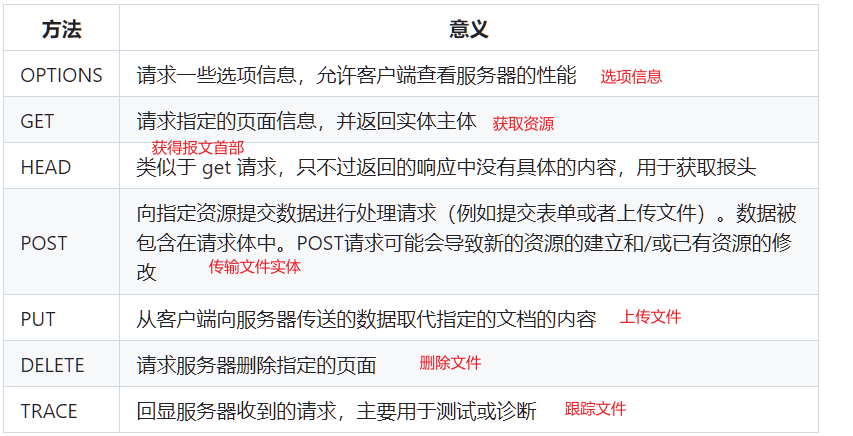 方法 意义
OPTIONS 请求一些选项信息，允许客户端查看服务器的性能 选项信息
GET 请求指定的页面信息，并返回实体主体 获取资源
获得报文首部
HEAD 类似于 get 请求，只不过返回的响应中没有具体的内容，用于获取报头
向指定资源提交数据进行处理请求（例如提交表单或者上传文件）。数据被
POST 包含在请求体中。POST请求可能会导致新的资源的建立和/或已有资源的修
改 传输文件实体
PUT 从客户端向服务器传送的数据取代指定的文档的内容 上传文件
DELETE 请求服务器删除指定的页面 删除文件
TRACE 回显服务器收到的请求，主要用于测试或诊断 跟踪文件